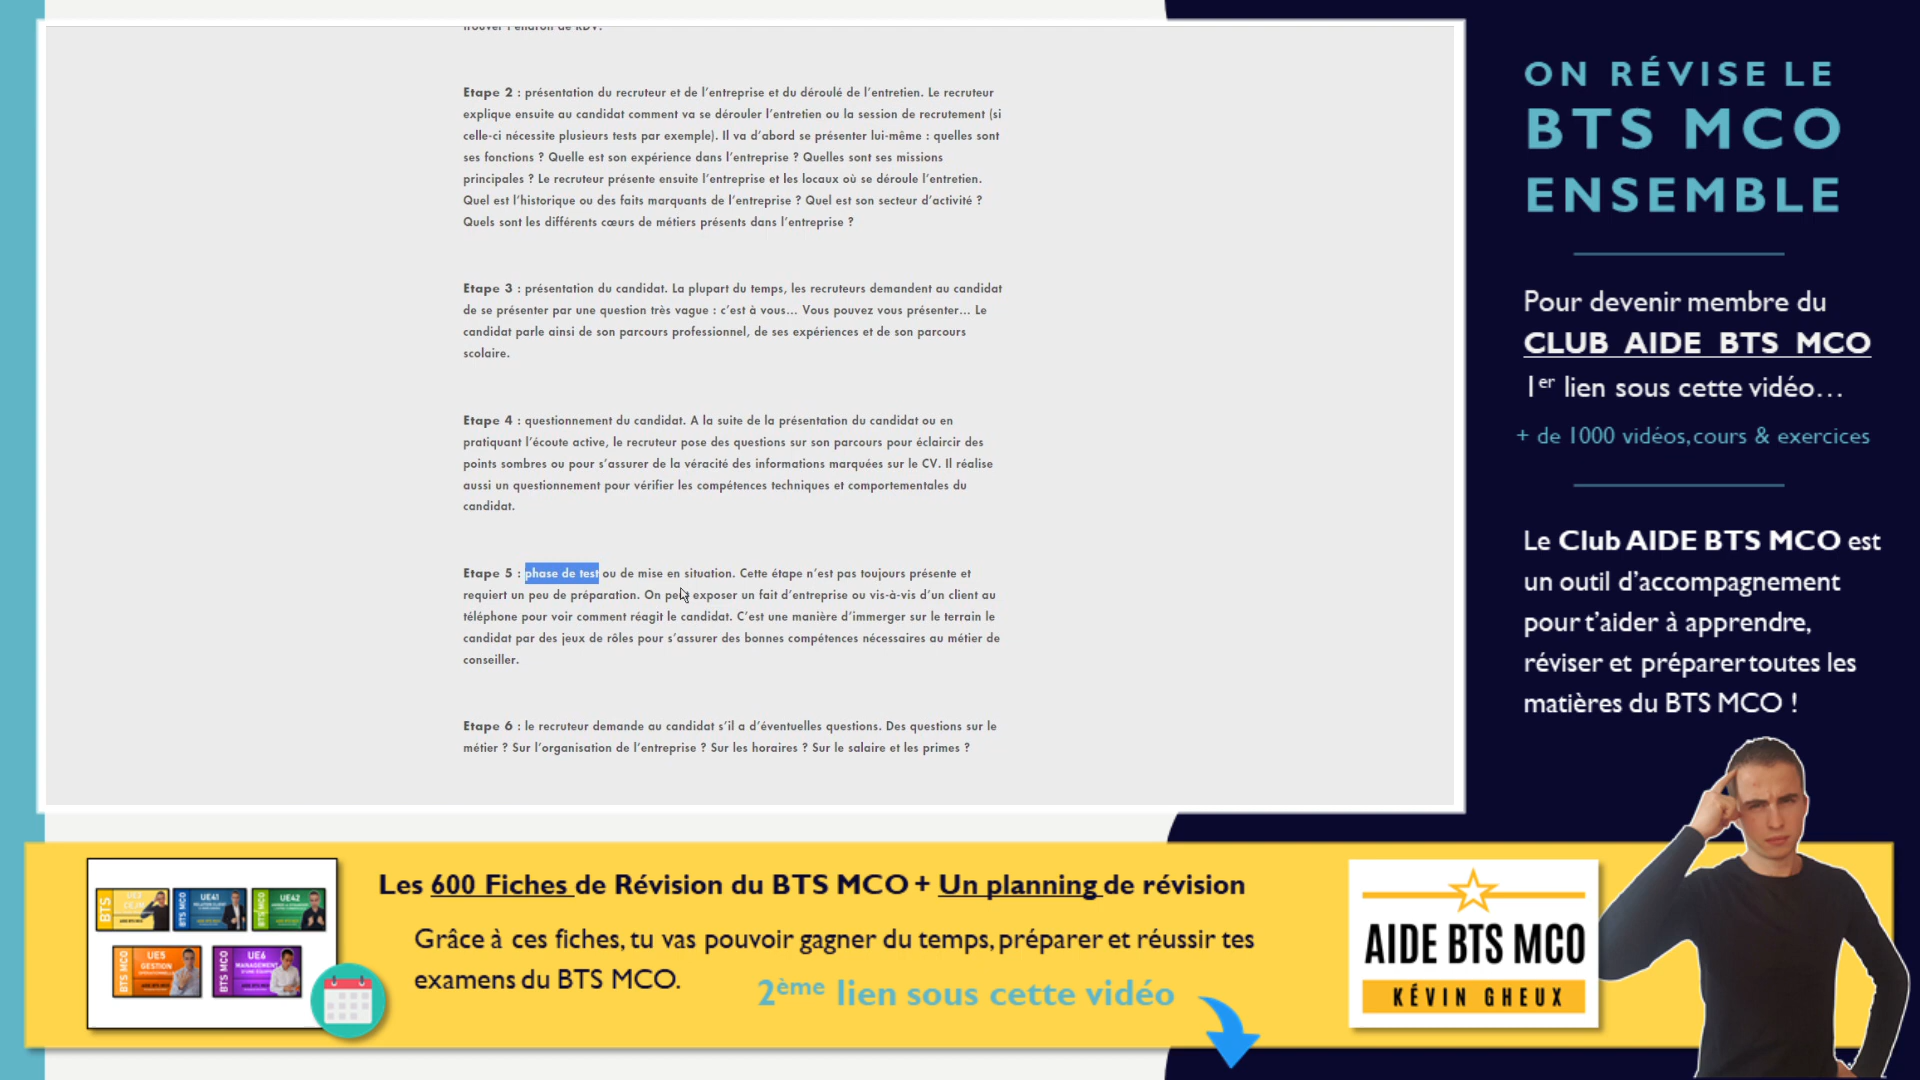 trouver l'endroit de RDV.
Etape 2 : présentation du recruteur et de l'entreprise et du déroulé de l'entretien. Le recruteur
explique ensuite au candidat comment va se dérouler l'entretien ou la session de recrutement (si
celle-ci nécessite plusieurs tests par exemple). Il va d'abord se présenter lui-même : quelles sont
ses fonctions ? Quelle est son expérience dans l'entreprise ? Quelles sont ses missions
principales ? Le recruteur présente ensuite l'entreprise et les locaux où se déroule l'entretien.
Quel est l'historique ou des faits marquants de l'entreprise ? Quel est son secteur d'activité ?
Quels sont les différents cœurs de métiers présents dans l'entreprise ?
Etape 3 : présentation du candidat. La plupart du temps, les recruteurs demandent au candidat
de se présenter par une question très vague : c'est à vous… Vous pouvez vous présenter… Le
candidat parle ainsi de son parcours professionnel, de ses expériences et de son parcours
scolaire.
Etape 4 : questionnement du candidat. A la suite de la présentation du candidat ou en
pratiquant l'écoute active, le recruteur pose des questions sur son parcours pour éclaircir des
points sombres ou pour s'assurer de la véracité des informations marquées sur le CV. Il réalise
aussi un questionnement pour vérifier les compétences techniques et comportementales du
candidat.
Etape 5 : phase de test ou de mise en situation. Cette étape n'est pas toujours présente et
requiert un peu de préparation. On peut exposer un fait d'entreprise ou vis-à-vis d'un client au
téléphone pour voir comment réagit le candidat. C'est une manière d'immerger sur le terrain le
candidat par des jeux de rôles pour s'assurer des bonnes compétences nécessaires au métier de
conseiller.
Etape 6 : le recruteur demande au candidat s'il a d'éventuelles questions. Des questions sur le
métier ? Sur l'organisation de l'entreprise ? Sur les horaires ? Sur le salaire et les primes ?
ON RÉVISE LE
BTS MCO
ENSEMBLE
Pour devenir membre du
CLUB AIDE BTS MCO
1er lien sous cette vidéo…
+ de 1000 vidéos, cours & exercices
Le Club AIDE BTS MCO est
un outil d'accompagnement
pour t'aider à apprendre,
réviser et préparer toutes les
matières du BTS MCO !
BTS
BTS MCO
UE41
BTS MCO
UE42
BTS MCO
UE5
GESTION
BTS MCO
UE6
MANAGEMENT
Les 600 Fiches de Révision du BTS MCO + Un planning de révision
Grâce à ces fiches, tu vas pouvoir gagner du temps, préparer et réussir tes
examens du BTS MCO.
2ème lien sous cette vidéo
AIDE BTS MCO
KÉVIN GHEUX